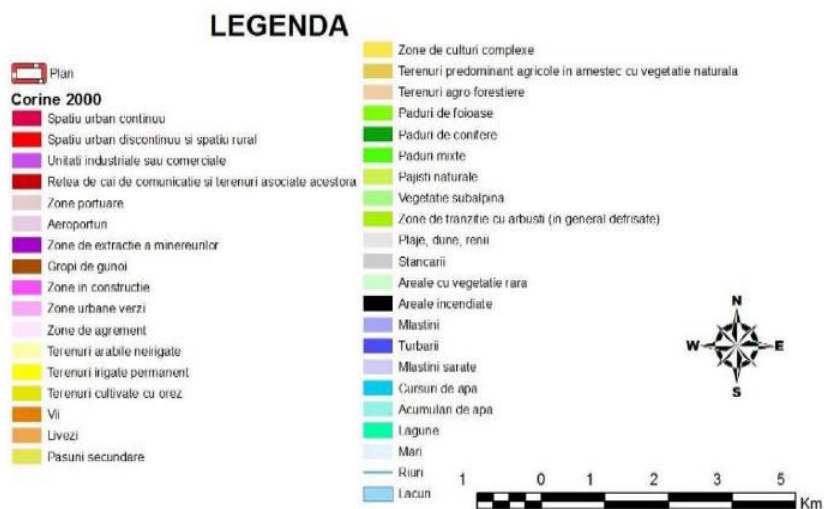 LEGENDA
Plan
Corine 2000
Spatiu urban continuu
Spatiu urban discontinuu si spatiu rural
Unitati industriale sau comerciale
Retea de cai de comunicatie si terenuri asociate acestora
Zone portuare
Aeroporturi
Zone de extractie a minereurilor
Gropi de gunoi
Zone in constructie
Zone urbane verzi
Zone de agrement
Terenuri arabile neirigate
Terenuri irigate permanent
Terenuri cultivate cu orez
Vii
Livezi
Pasuni secundare
Zone de culturi complexe
Terenuri predominant agricole in amestec cu vegetatie naturala
Terenuri agro-forestiere
Paduri de foioase
Paduri de conifere
Paduri mixte
Pajisti naturale
Vegetatie subalpina
Zone de tranzitie cu arbusti (in general defrisate)
Plaje, dune, renii
Stancarii
Areale cu vegetatie rara
Areale incendiate
Mlastini
Turbarii
Mlastini sarate
Cursuri de apa
Acumulari de apa
Lagune
Mari
Riuri
Lacuri
N
W E
S
1 0 1 2 3 5
Km